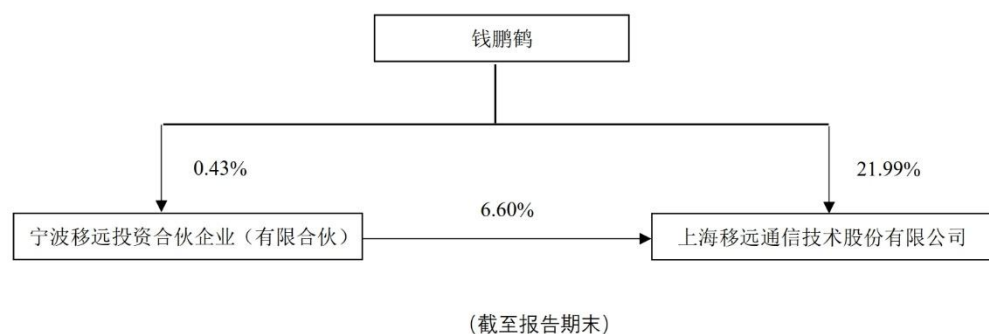 钱鹏鹤
0.43%
21.99%
6.60%
宁波移远投资合伙企业（有限合伙）
上海移远通信技术股份有限公司
（截至报告期末）